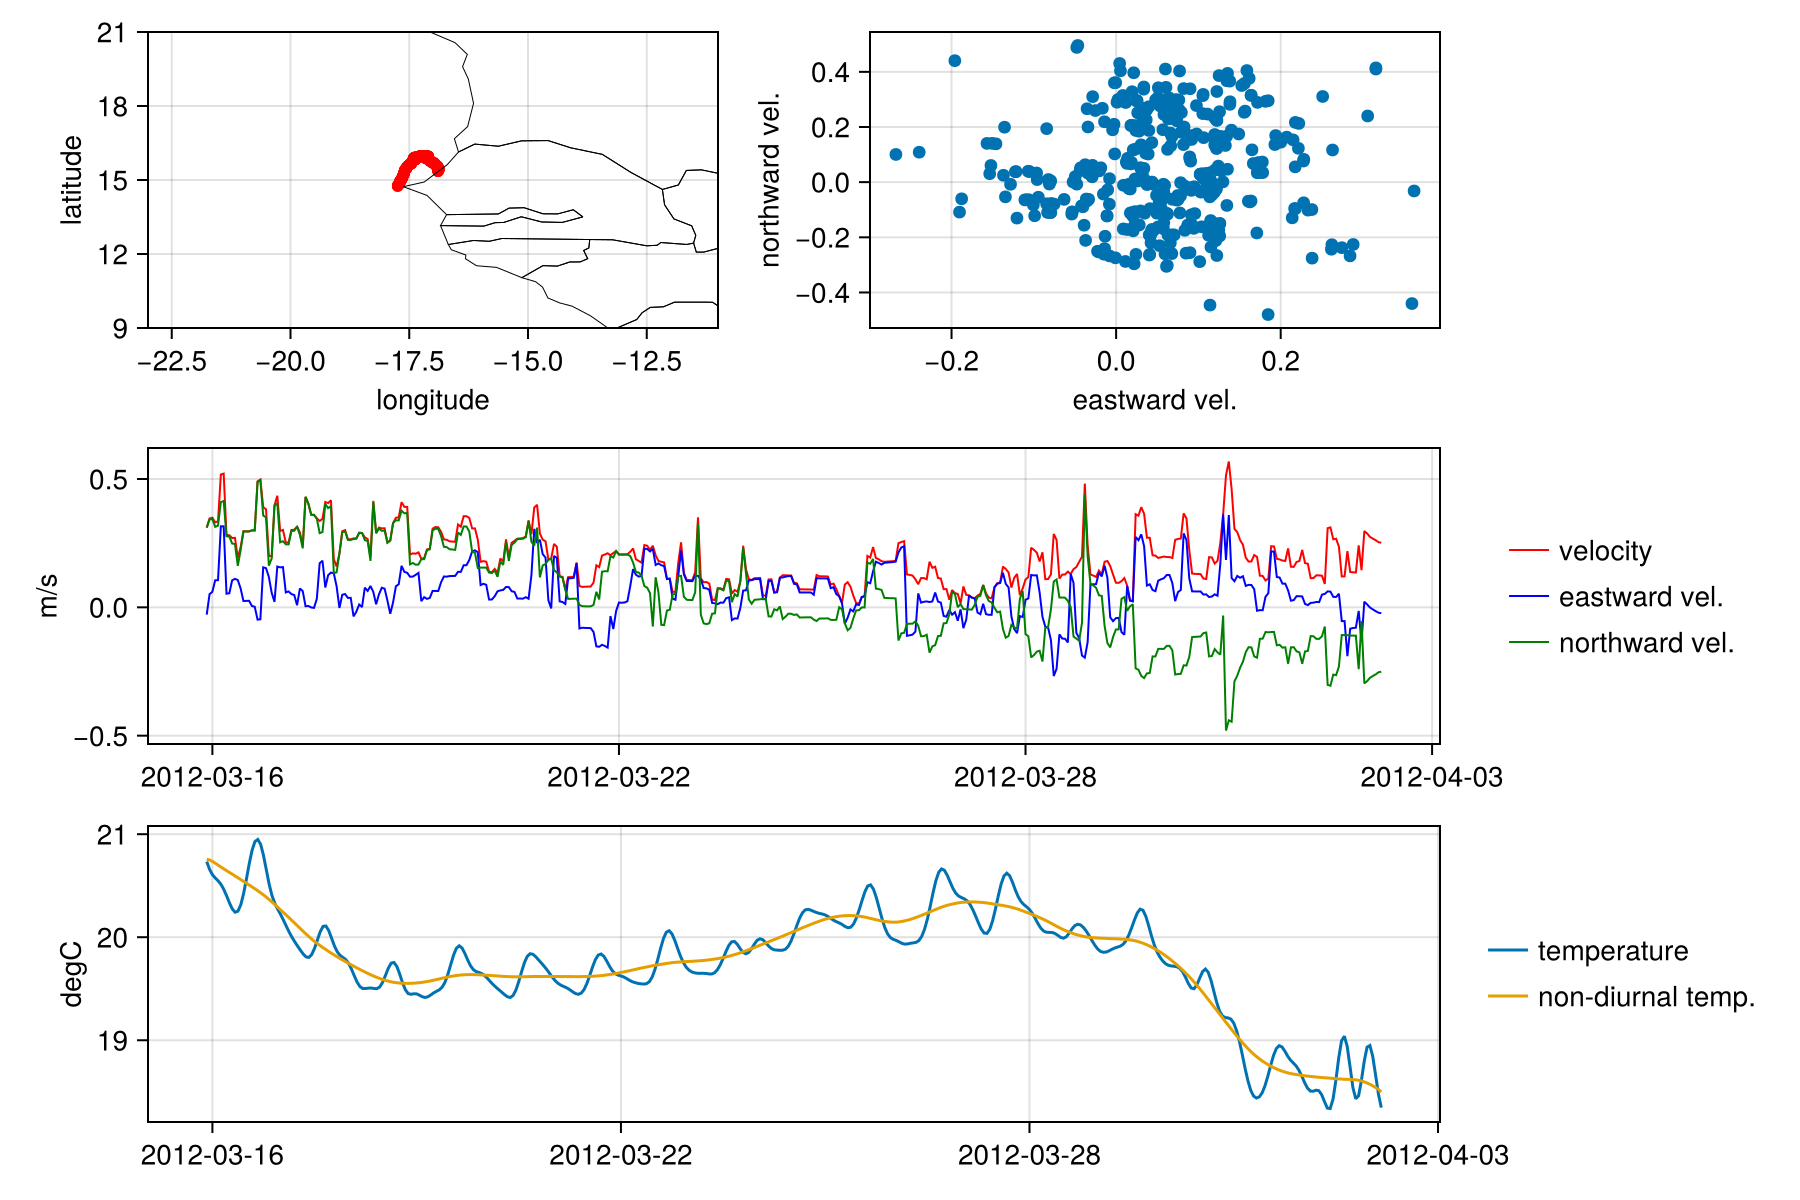 21
18
15
12
9
latitude
−22.5 −20.0 −17.5 −15.0 −12.5
longitude
0.4
0.2
0.0
−0.2
−0.4
northward vel.
−0.2 0.0 0.2
eastward vel.
0.5
0.0
−0.5
m/s
2012-03-16 2012-03-22 2012-03-28 2012-04-03
velocity
eastward vel.
northward vel.
21
20
19
degC
2012-03-16 2012-03-22 2012-03-28 2012-04-03
temperature
non-diurnal temp.